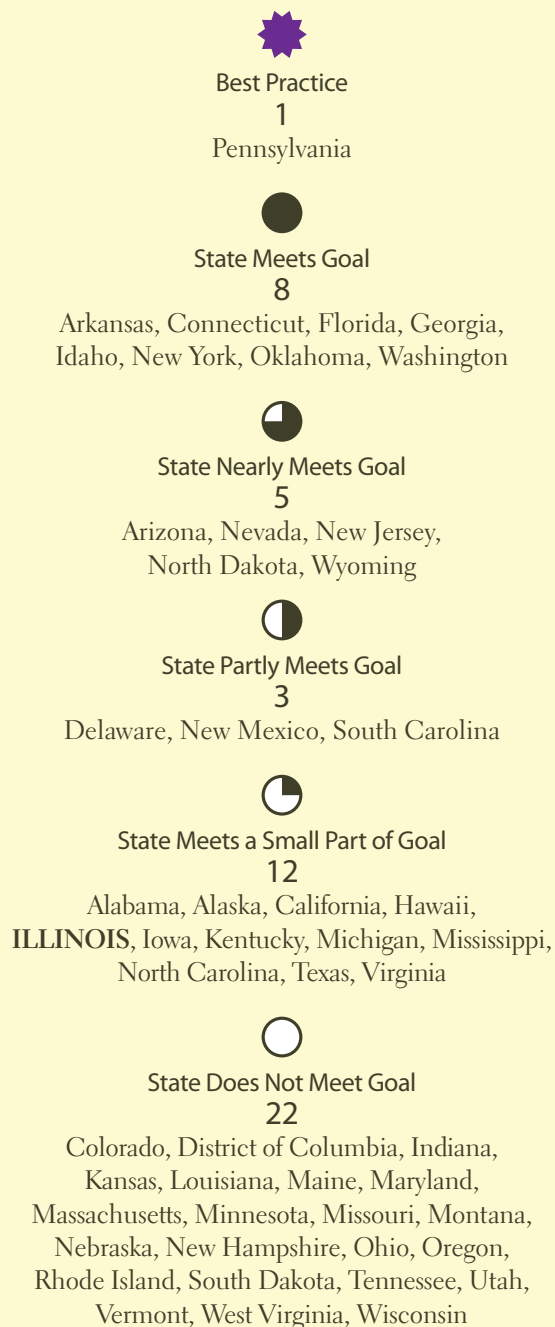 Best Practice
1
Pennsylvania
State Meets Goal
8
Arkansas, Connecticut, Florida, Georgia,
Idaho, New York, Oklahoma, Washington
State Nearly Meets Goal
5
Arizona, Nevada, New Jersey,
North Dakota, Wyoming
State Partly Meets Goal
3
Delaware, New Mexico, South Carolina
State Meets a Small Part of Goal
12
Alabama, Alaska, California, Hawaii,
ILLINOIS, Iowa, Kentucky, Michigan, Mississippi,
North Carolina, Texas, Virginia
State Does Not Meet Goal
22
Colorado, District of Columbia, Indiana,
Kansas, Louisiana, Maine, Maryland,
Massachusetts, Minnesota, Missouri, Montana,
Nebraska, New Hampshire, Ohio, Oregon,
Rhode Island, South Dakota, Tennessee, Utah,
Vermont, West Virginia, Wisconsin